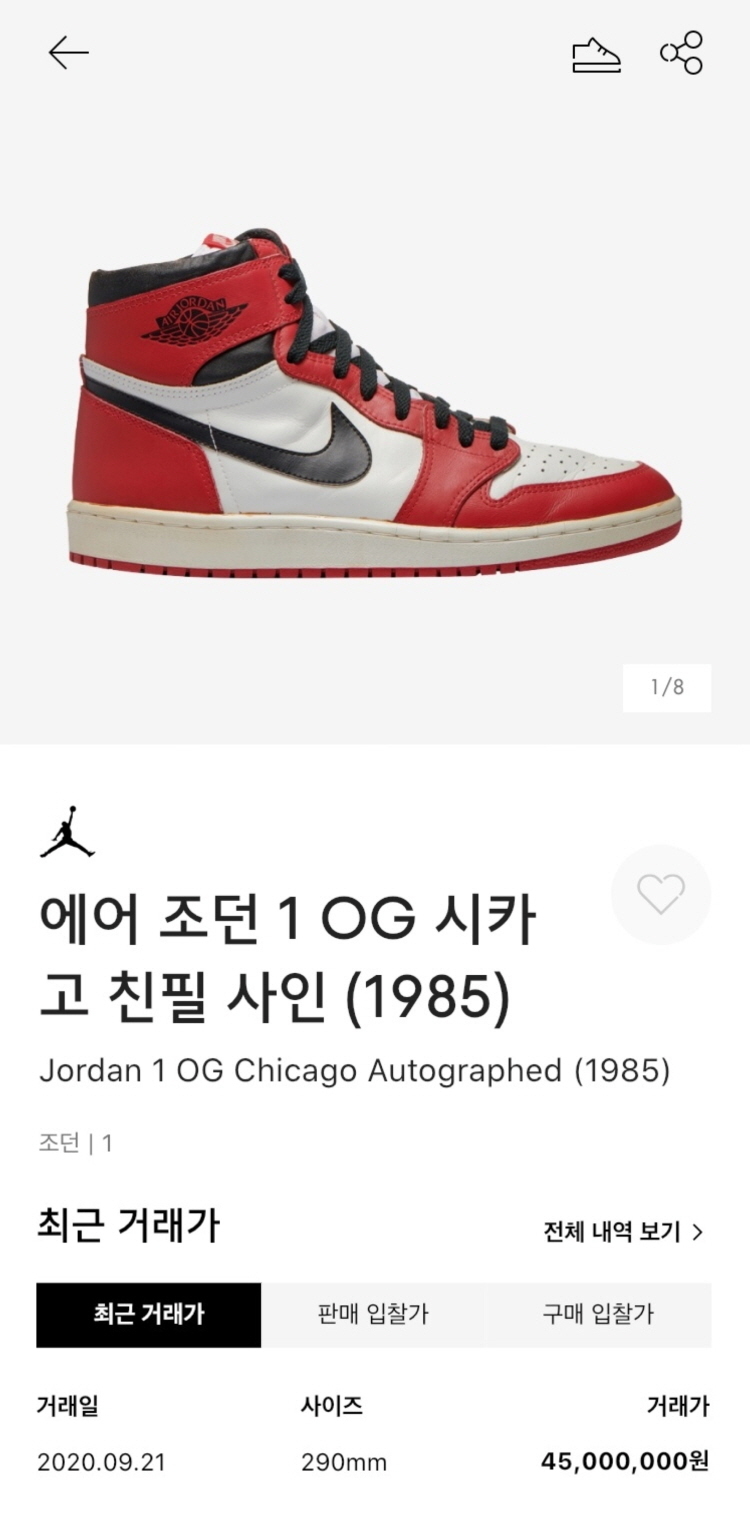 AIR JORDAN
1/8
에어 조던 1 OG 시카
고 친필 사인 (1985)
Jordan 1 OG Chicago Autographed (1985)
조던 | 1
최근 거래가
전체 내역 보기 >
최근 거래가 판매 입찰가 구매 입찰가
거래일 사이즈 거래가
2020.09.21 290mm 45,000,000원